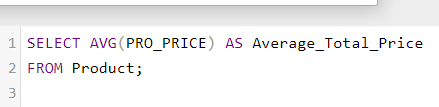 1 SELECT AVG(PRO_PRICE) AS Average_Total_Price
2 FROM Product;
3